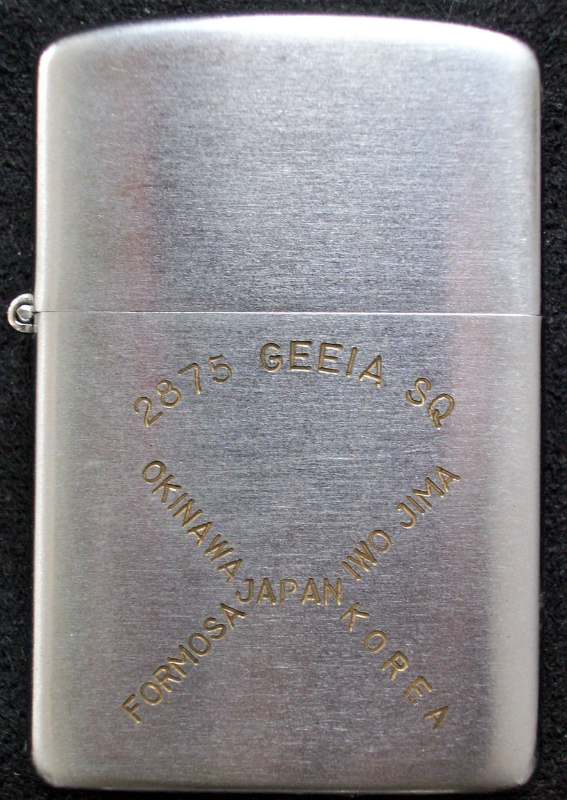 2875 GEEIA SQ
OKINAWA
IWO JIMA
JAPAN
FORMOSA
KOREA